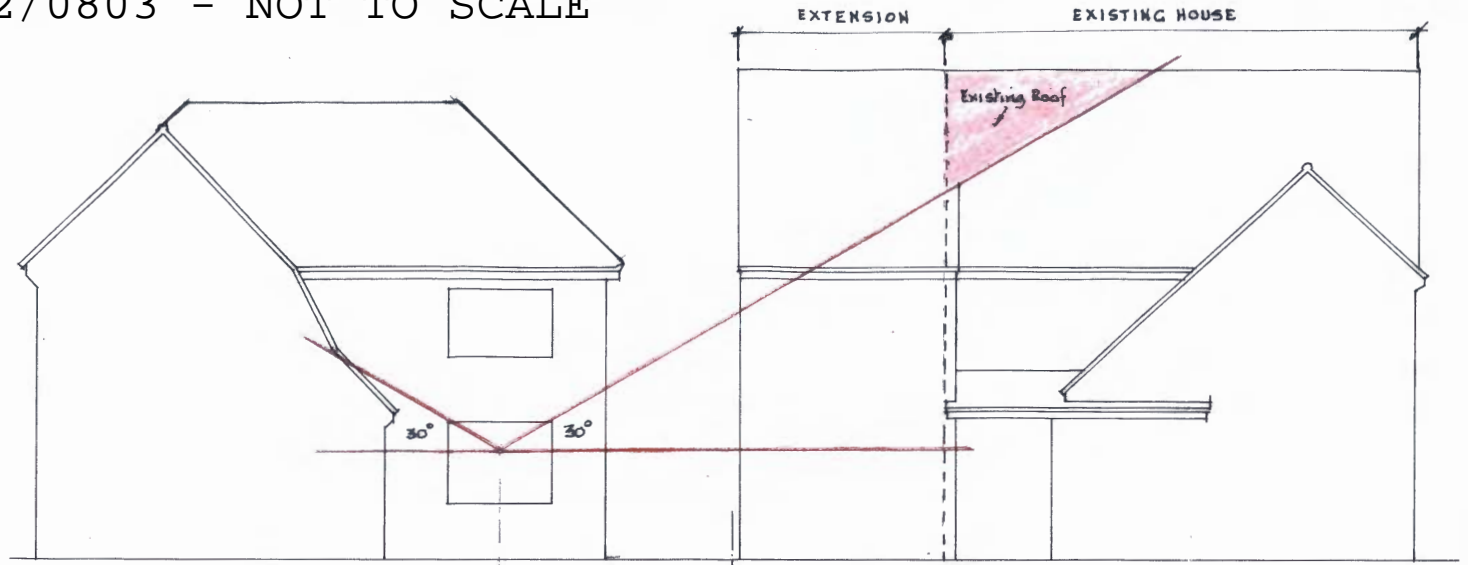 2/0803 - NOT TO SCALE
EXTENSION
EXISTING HOUSE
Existing Roof
30°
30°